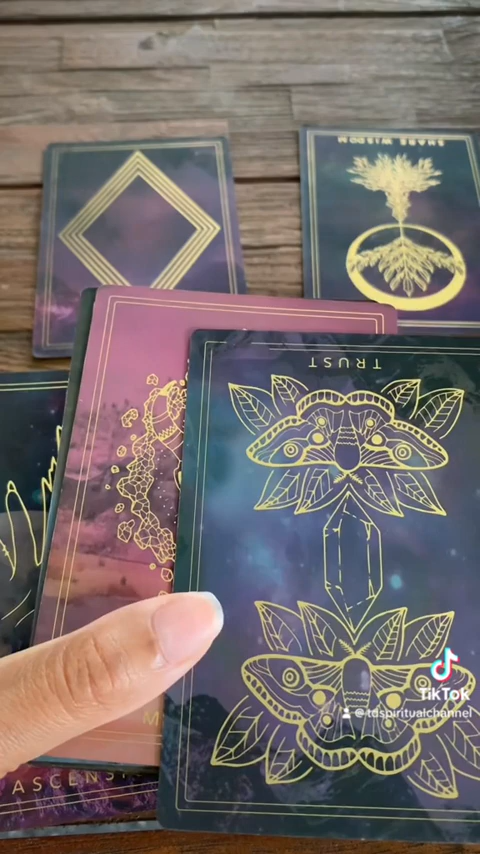 SHARE WISDOM
TRUST
TikTok
@tdspiritualchannel
M
ASCENSI